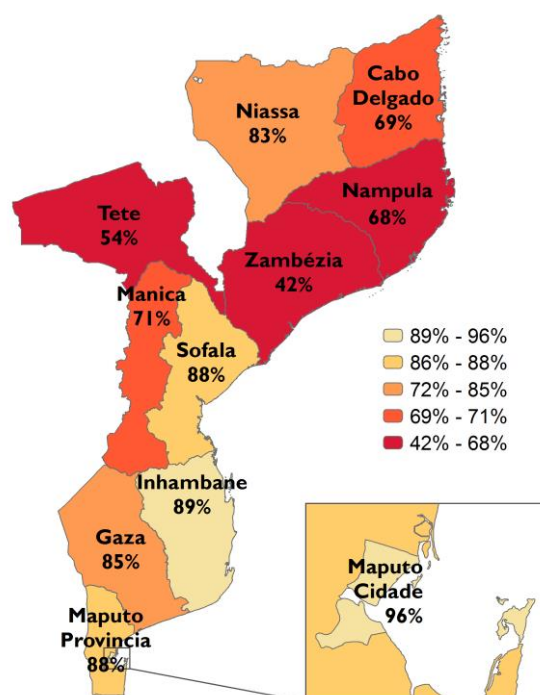 Cabo
Delgado
69%
Niassa
83%
Nampula
68%
Tete
54%
Zambézia
42%
Manica
71%
Sofala
88%
89% - 96%
86% - 88%
72% - 85%
69% - 71%
42% - 68%
Inhambane
89%
Gaza
85%
Maputo
Cidade
96%
Maputo
Provincia
88%